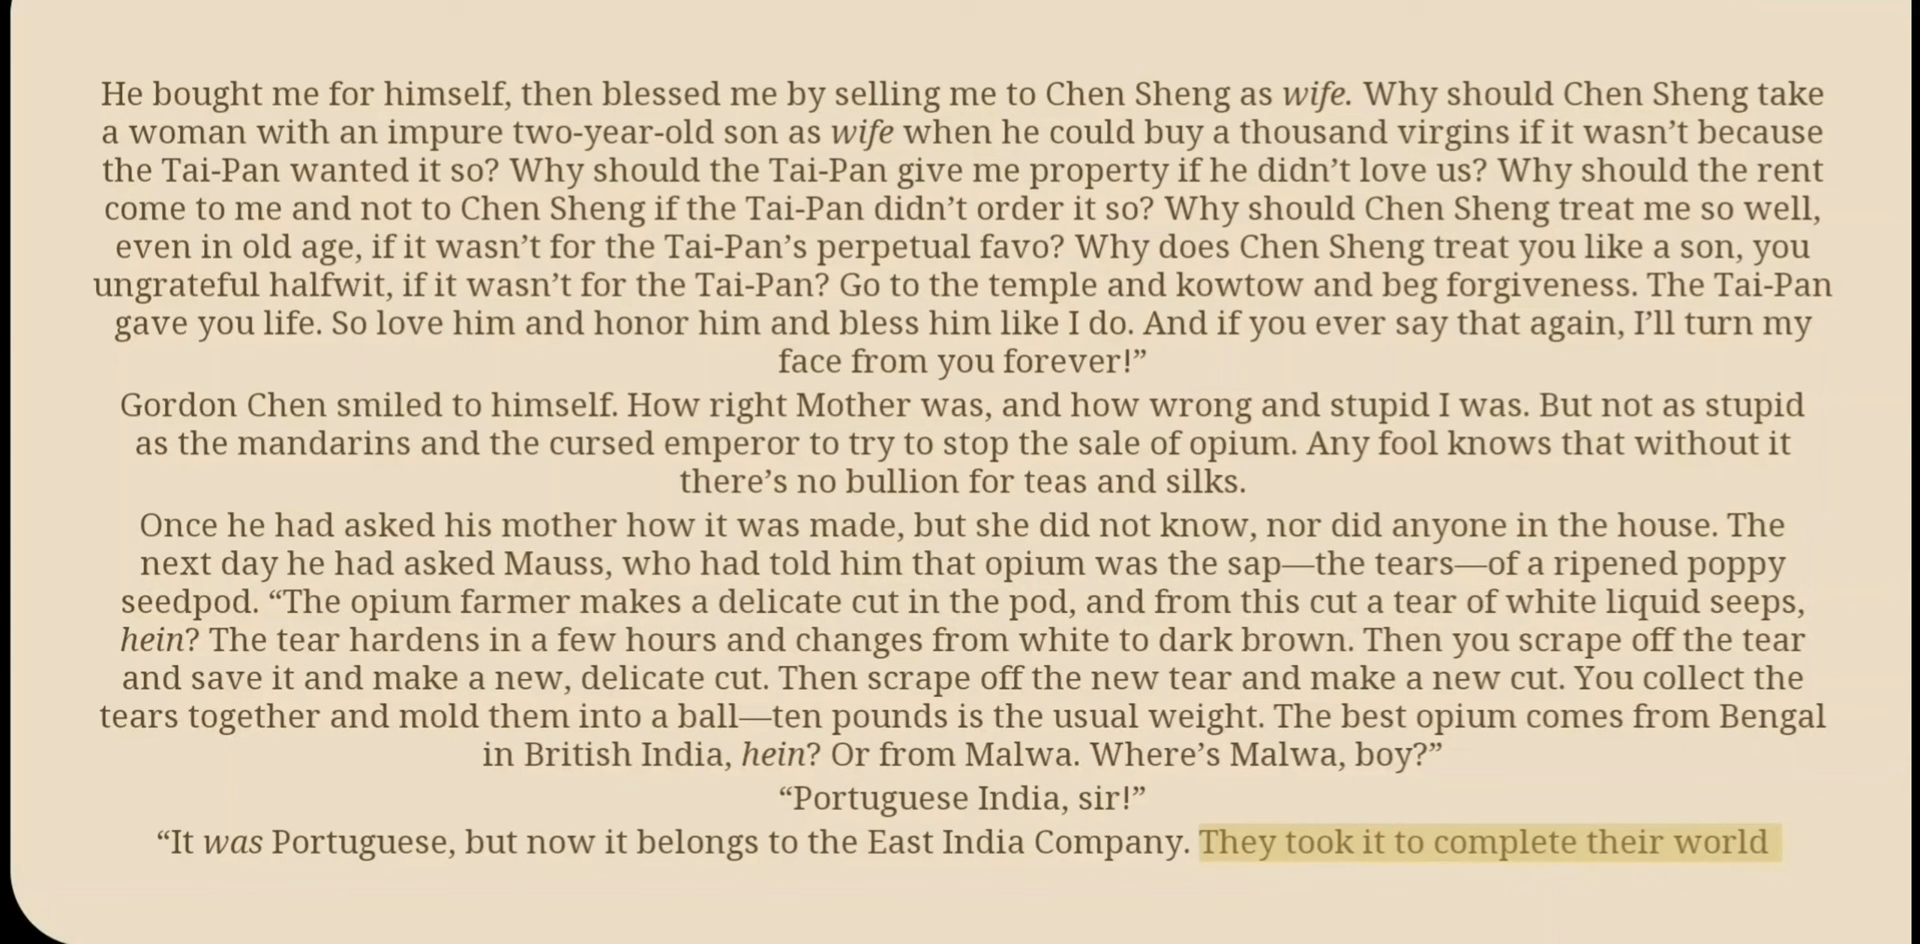 He bought me for himself, then blessed me by selling me to Chen Sheng as wife. Why should Chen Sheng take
a woman with an impure two-year-old son as wife when he could buy a thousand virgins if it wasn’t because
the Tai-Pan wanted it so? Why should the Tai-Pan give me property if he didn’t love us? Why should the rent
come to me and not to Chen Sheng if the Tai-Pan didn’t order it so? Why should Chen Sheng treat me so well,
even in old age, if it wasn’t for the Tai-Pan’s perpetual favo? Why does Chen Sheng treat you like a son, you
ungrateful halfwit, if it wasn’t for the Tai-Pan? Go to the temple and kowtow and beg forgiveness. The Tai-Pan
gave you life. So love him and honor him and bless him like I do. And if you ever say that again, I’ll turn my
face from you forever!”
Gordon Chen smiled to himself. How right Mother was, and how wrong and stupid I was. But not as stupid
as the mandarins and the cursed emperor to try to stop the sale of opium. Any fool knows that without it
there’s no bullion for teas and silks.
Once he had asked his mother how it was made, but she did not know, nor did anyone in the house. The
next day he had asked Mauss, who had told him that opium was the sap—the tears—of a ripened poppy
seedpod. “The opium farmer makes a delicate cut in the pod, and from this cut a tear of white liquid seeps,
hein? The tear hardens in a few hours and changes from white to dark brown. Then you scrape off the tear
and save it and make a new, delicate cut. Then scrape off the new tear and make a new cut. You collect the
tears together and mold them into a ball—ten pounds is the usual weight. The best opium comes from Bengal
in British India, hein? Or from Malwa. Where’s Malwa, boy?”
“Portuguese India, sir!”
“It was Portuguese, but now it belongs to the East India Company. They took it to complete their world